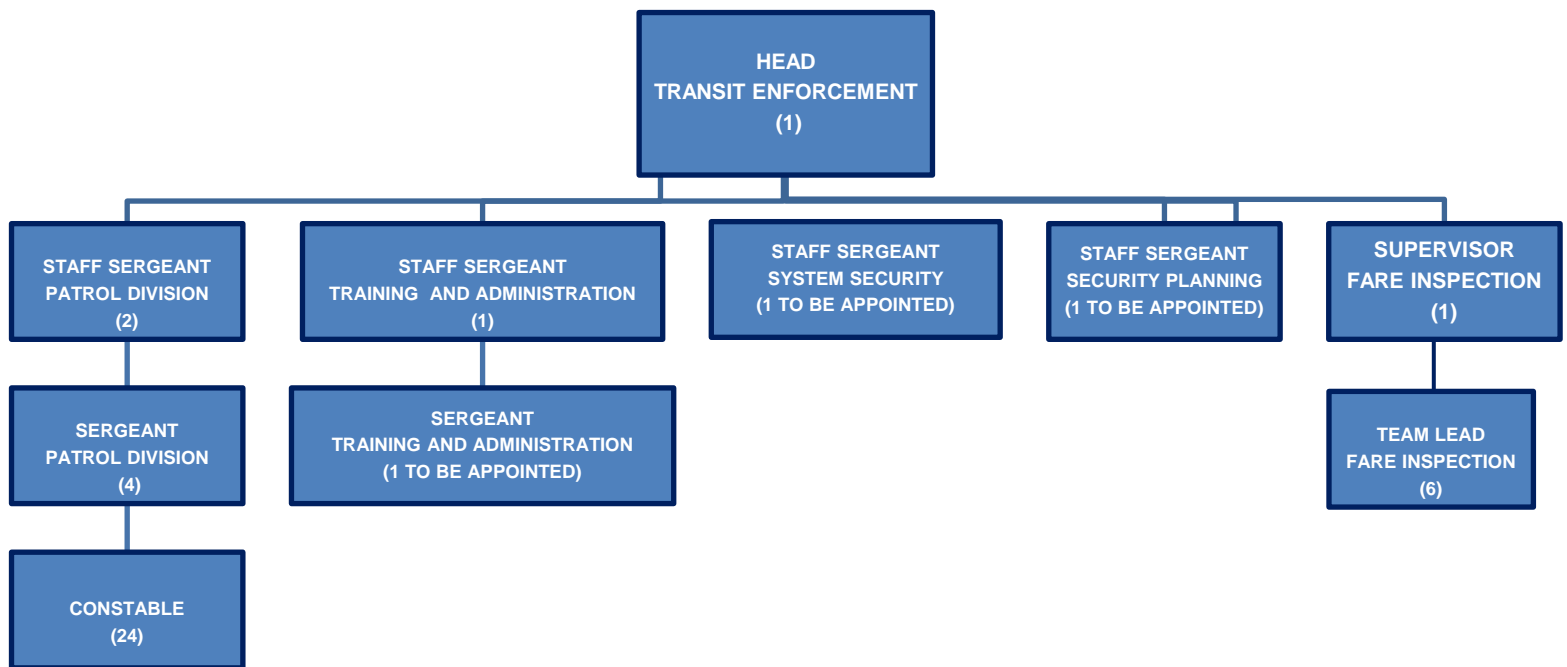 HEAD
TRANSIT ENFORCEMENT
(1)
STAFF SERGEANT
PATROL DIVISION
(2)
STAFF SERGEANT
TRAINING AND ADMINISTRATION
(1)
STAFF SERGEANT
SYSTEM SECURITY
(1 TO BE APPOINTED)
STAFF SERGEANT
SECURITY PLANNING
(1 TO BE APPOINTED)
SUPERVISOR
FARE INSPECTION
(1)
SERGEANT
PATROL DIVISION
(4)
SERGEANT
TRAINING AND ADMINISTRATION
(1 TO BE APPOINTED)
TEAM LEAD
FARE INSPECTION
(6)
CONSTABLE
(24)